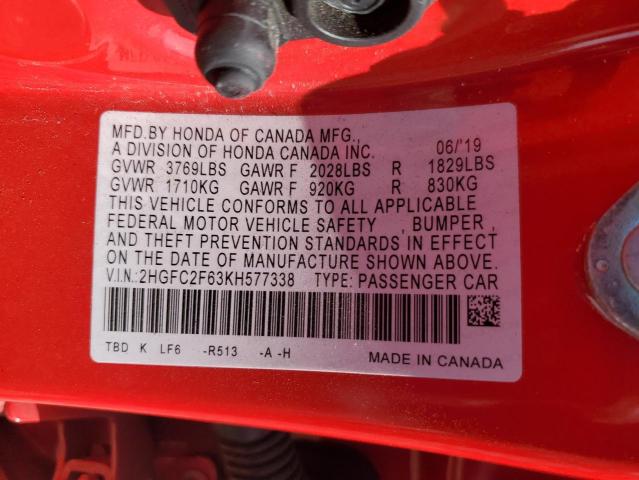 MFD.BY HONDA OF CANADA MFG.,
A DIVISION OF HONDA CANADA INC. 06/'19
GVWR 3769LBS GAWR F 2028LBS R 1829LBS
GVWR 1710KG GAWR F 920KG R 830KG
THIS VEHICLE CONFORMS TO ALL APPLICABLE
FEDERAL MOTOR VEHICLE SAFETY , BUMPER ,
AND THEFT PREVENTION STANDARDS IN EFFECT
ON THE DATE OF MANUFACTURE SHOWN ABOVE.
V.I.N.:2HGFC2F63KH577338 TYPE: PASSENGER CAR
TBD K LF6 -R513 -A -H MADE IN CANADA